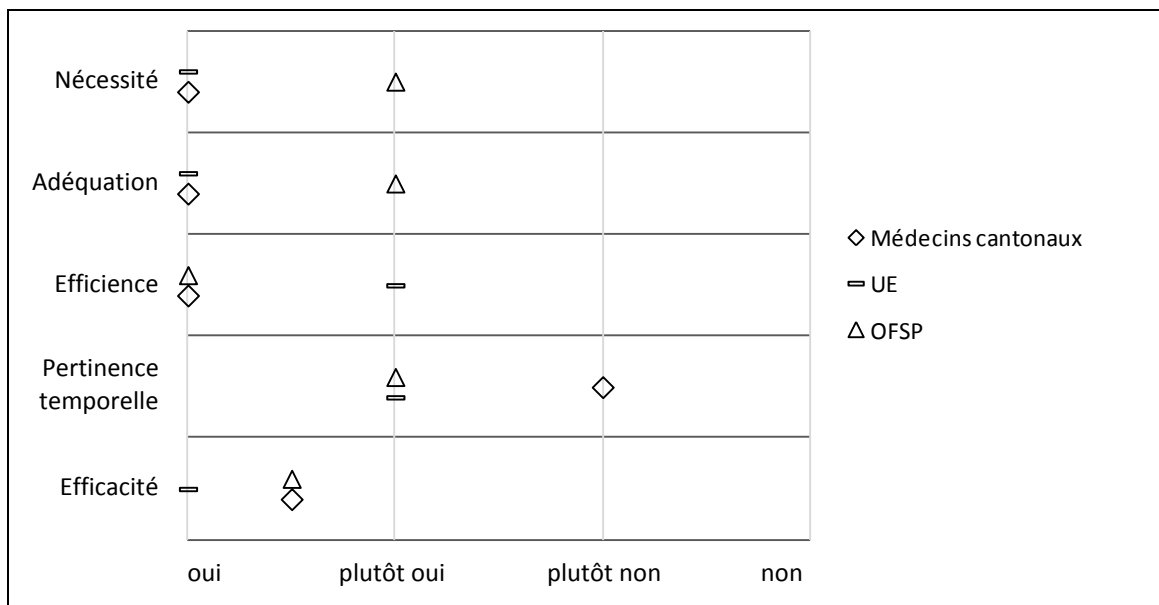 Nécessité
Adéquation
Efficience
Pertinence
temporelle
Efficacité
oui plutôt oui plutôt non non
Médecins cantonaux
UE
OFSP